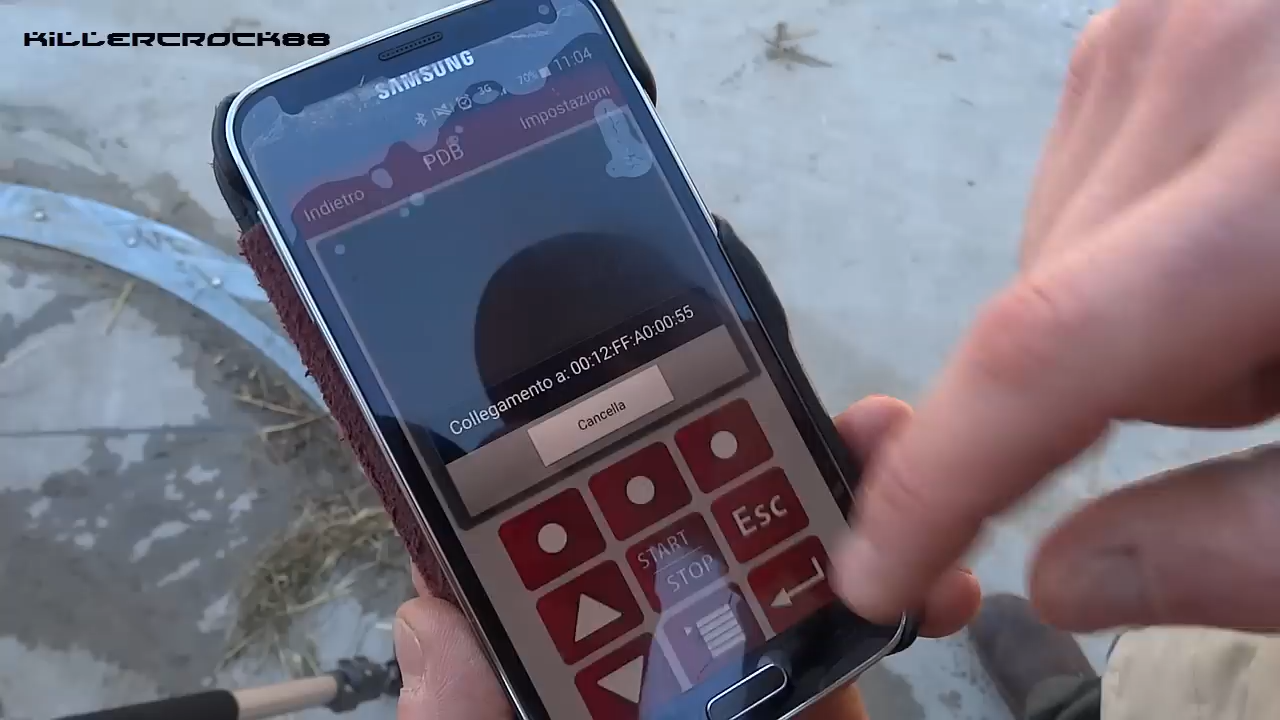 KILLERCROCK88
SAMSUNG
3G 70% 11:04
Indietro PDB Impostazioni
Collegamento a: 00:12:FF:A0:00:55
Cancella
START
STOP
Esc